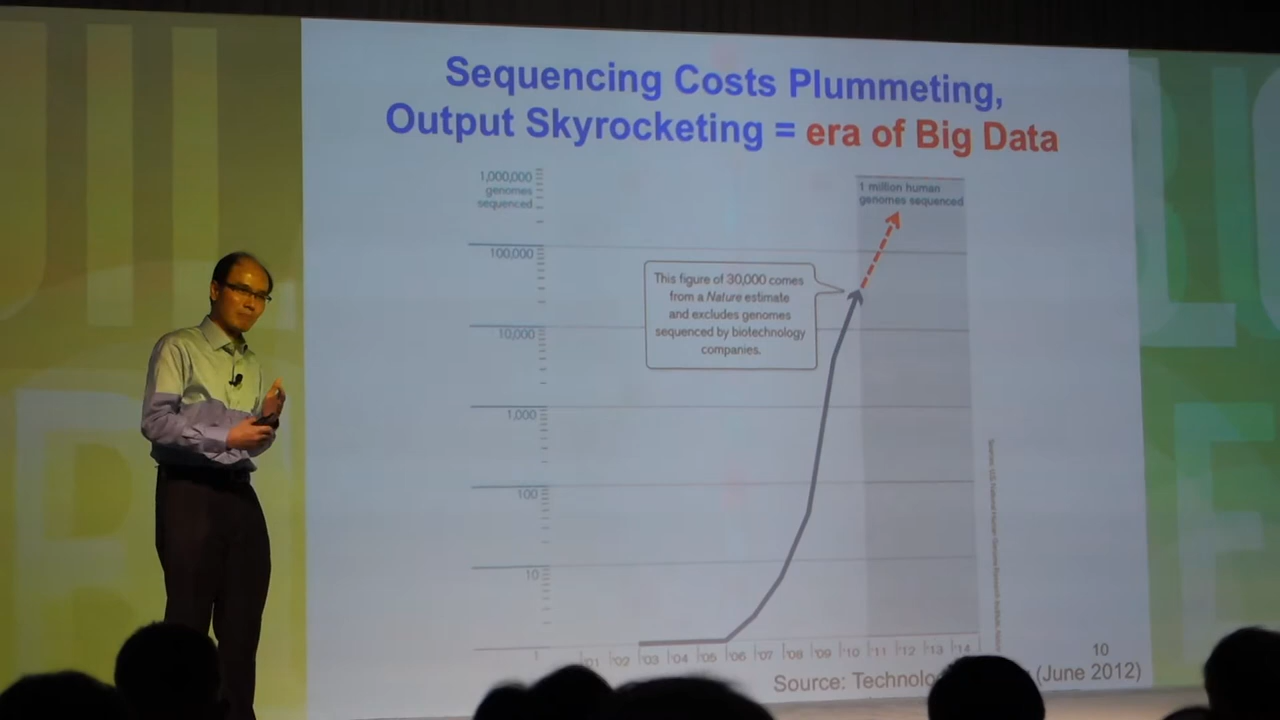 Sequencing Costs Plummeting,
Output Skyrocketing = era of Big Data
1,000,000
genomes
sequenced
100,000
10,000
1,000
100
10
1
1 million human
genomes sequenced
This figure of 30,000 comes
from a Nature estimate
and excludes genomes
sequenced by biotechnology
companies.
'01 '02 '03 '04 '05 '06 '07 '08 '09 '10 '11 '12 '13 '14
10
Source: (June 2012)